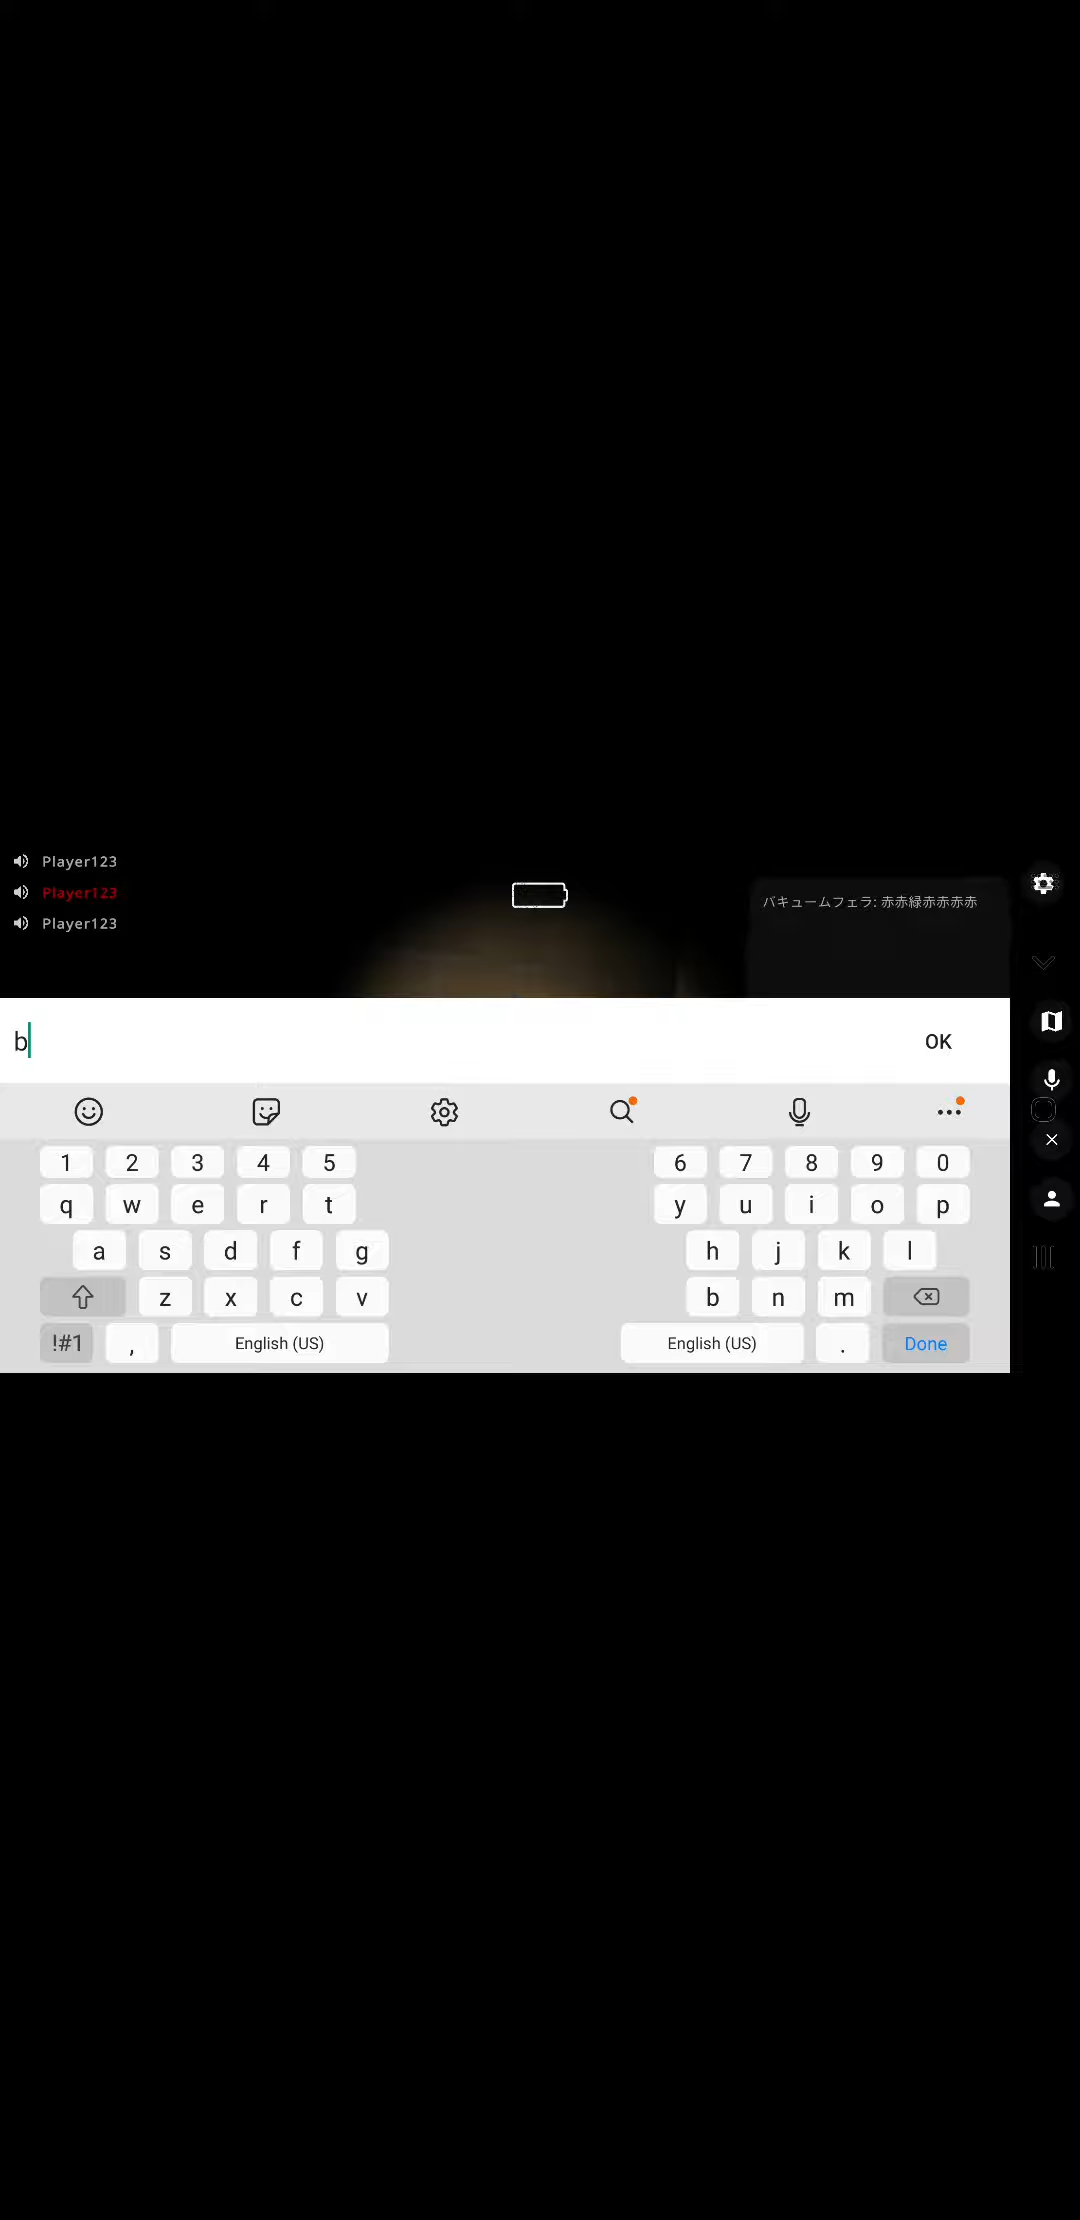 Player123
Player123
Player123
バキュームフェラ: 赤赤緑赤赤赤赤
b
OK
1 2 3 4 5 6 7 8 9 0
q w e r t y u i o p
a s d f g h j k l
z x c v b n m
!#1 , English (US) English (US) . Done